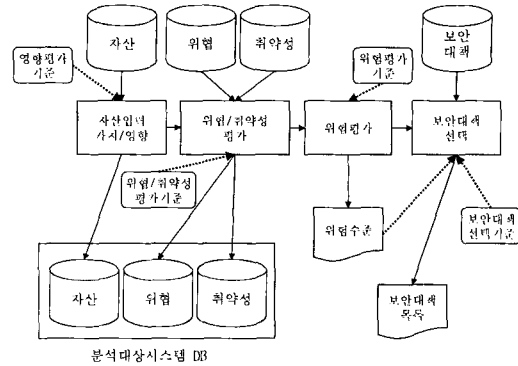 자산
위협
취약성
보안
대책
영향평가
기준
위험평가
기준
자산입력
가치/영향
위협/취약성
평가
위험평가
보안대책
선택
위협/취약성
평가기준
위험수준
보안대책
선택기준
자산
위협
취약성
보안대책
목록
분석대상시스템 DB